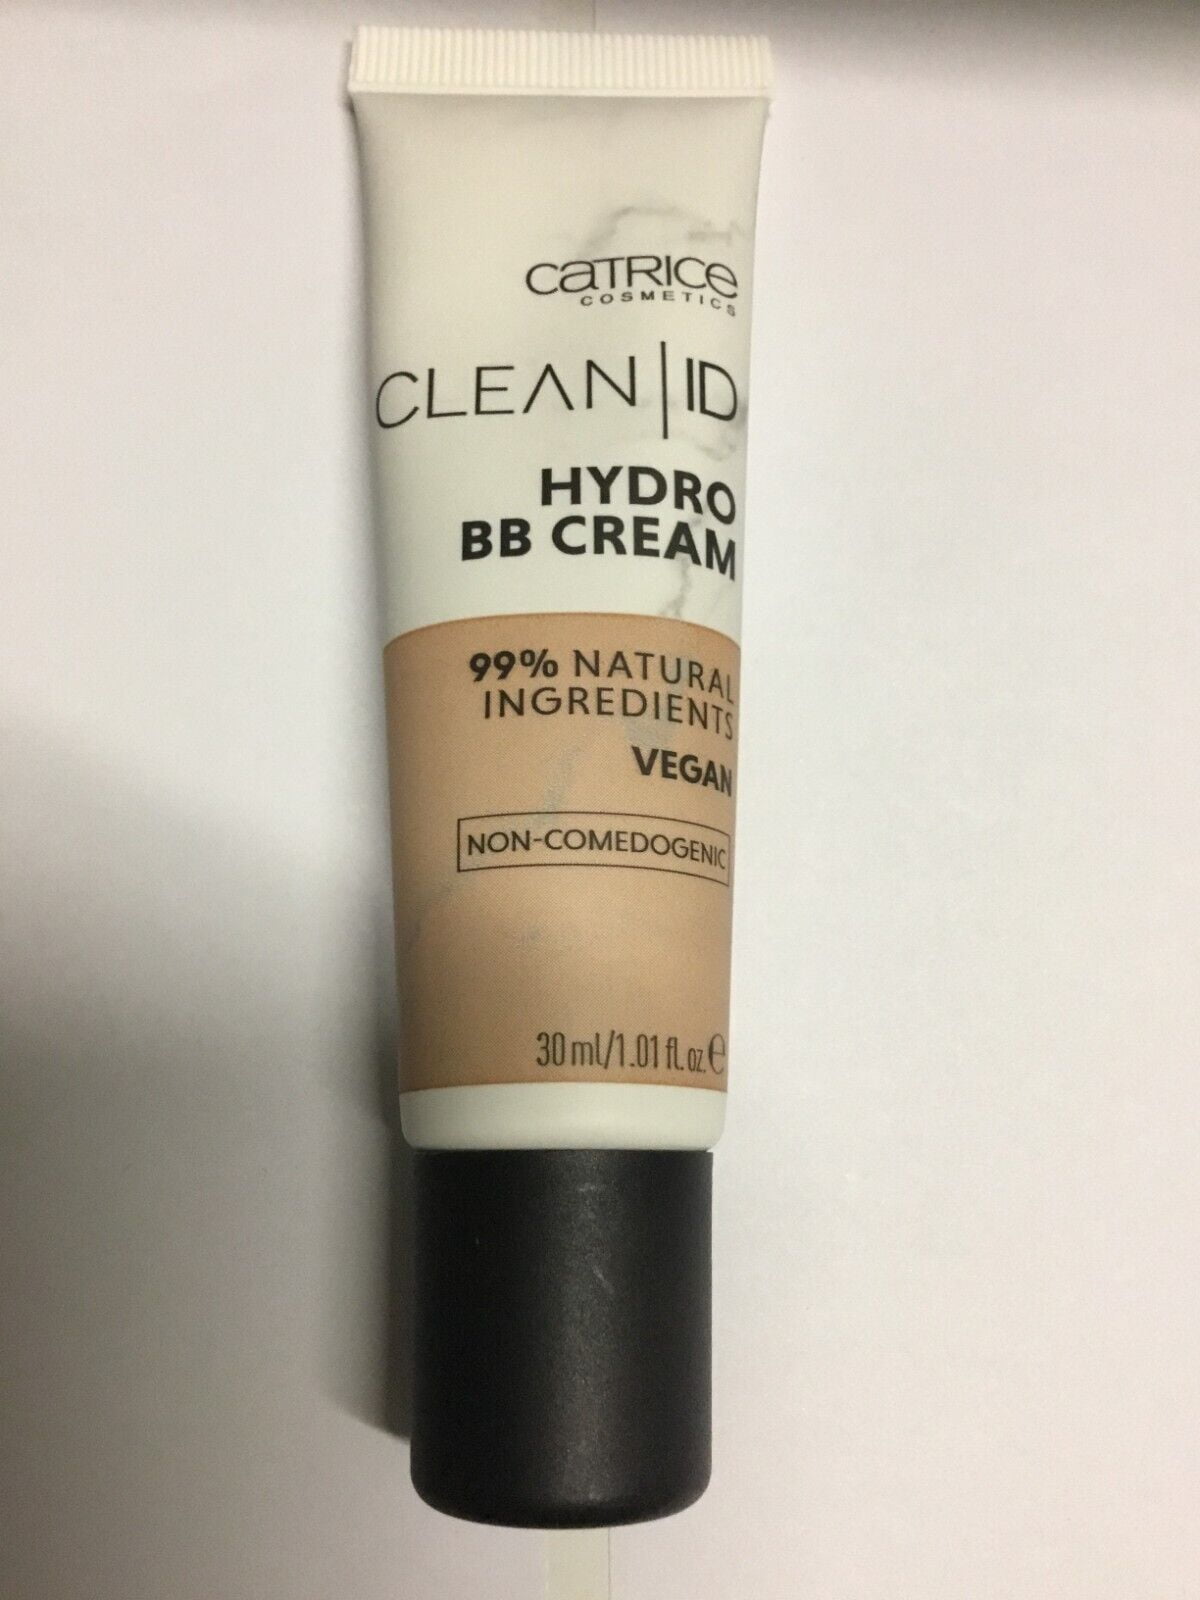 CATRICE
COSMETICS
CLEAN|ID
HYDRO
BB CREAM
99% NATURAL
INGREDIENTS
VEGAN
NON-COMEDOGENIC
30 ml/1.01 fl. oz. ℮